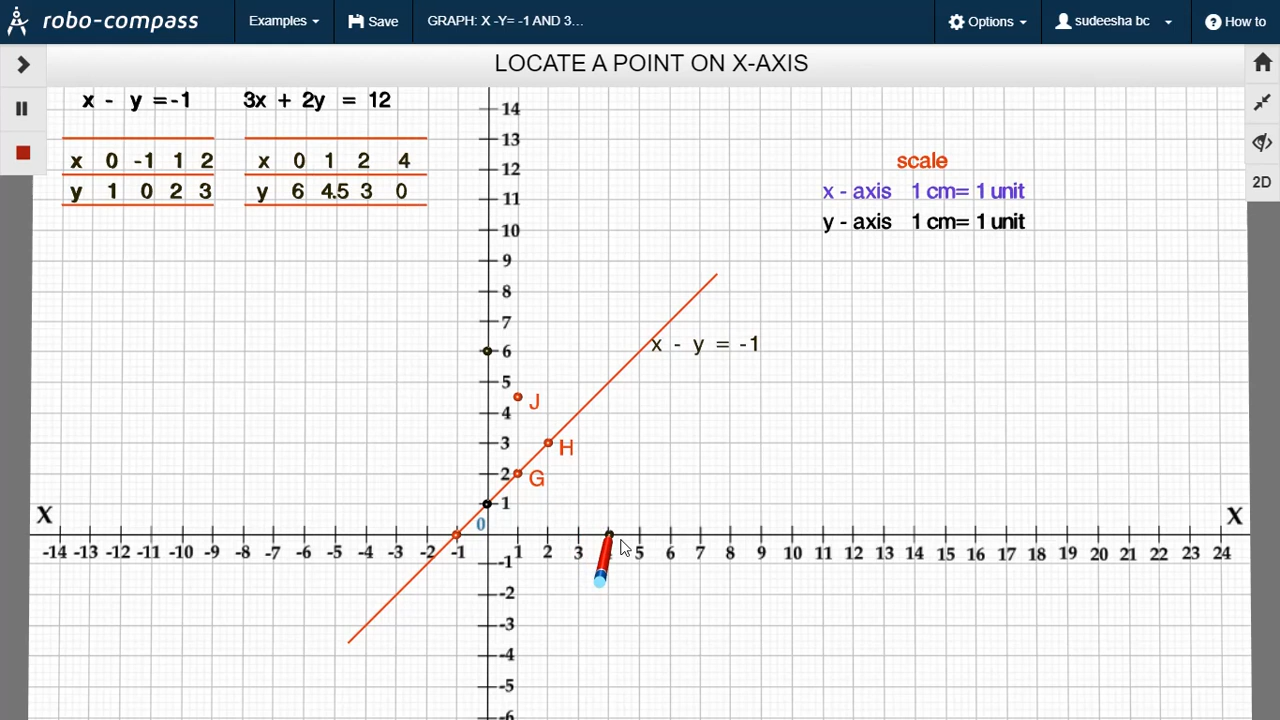 robo-compass Examples Save GRAPH: X -Y= -1 AND 3... Options sudeesha bc How to
LOCATE A POINT ON X-AXIS
x - y =-1 3x + 2y = 12
x 0 -1 1 2
y 1 0 2 3
x 0 1 2 4
y 6 4.5 3 0
scale
x - axis 1 cm= 1 unit
y - axis 1 cm= 1 unit
2D
14
13
12
11
10
9
8
7
6
5
4
3
2
1
x - y = -1
J
H
G
X X
0
-14 -13 -12 -11 -10 -9 -8 -7 -6 -5 -4 -3 -2 -1 1 2 3 5 6 7 8 9 10 11 12 13 14 15 16 17 18 19 20 21 22 23 24
-1
-2
-3
-4
-5
-6